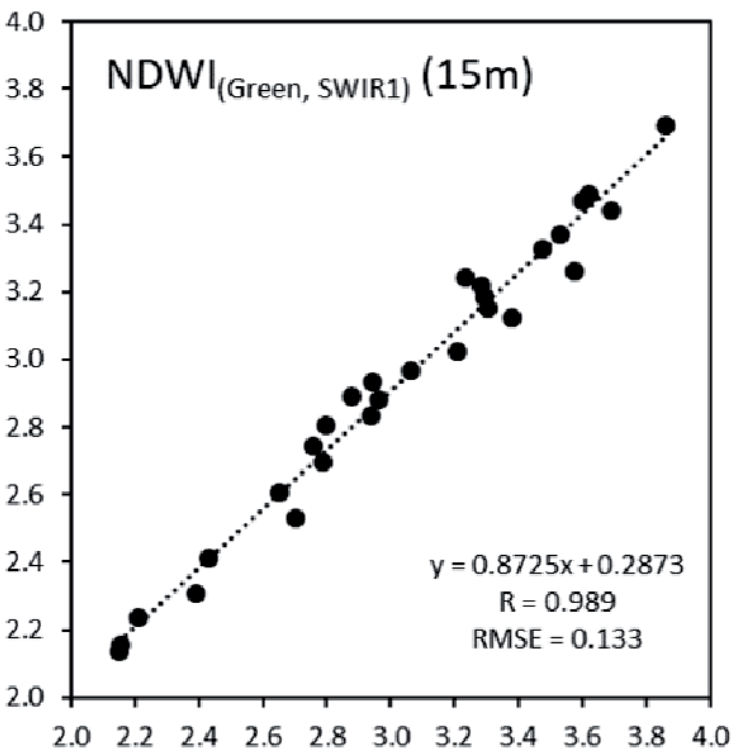 4.0
NDWI(Green, SWIR1) (15m)
3.8
3.6
3.4
3.2
3.0
2.8
2.6
2.4
y = 0.8725x + 0.2873
R = 0.989
2.2
RMSE = 0.133
2.0
2.0 2.2 2.4 2.6 2.8 3.0 3.2 3.4 3.6 3.8 4.0